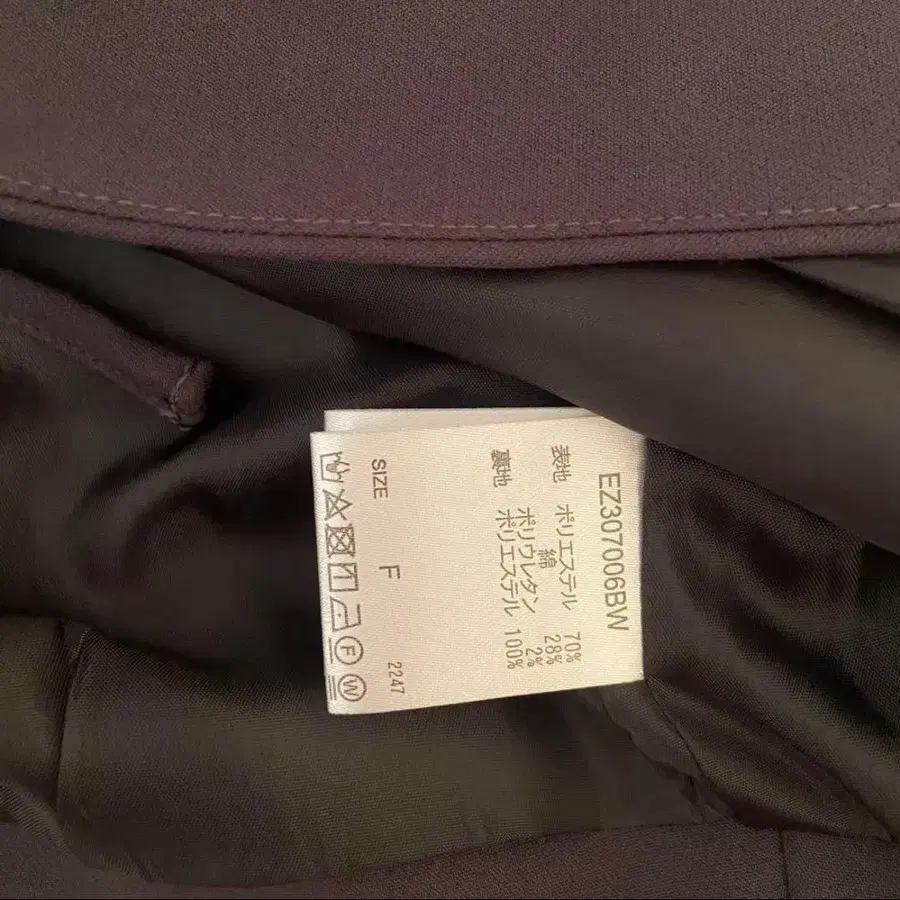 EZ307006BW
表地 ポリエステル 70%
綿 28%
ポリウレタン 2%
裏地 ポリエステル 100%
SIZE F
2247
F
W